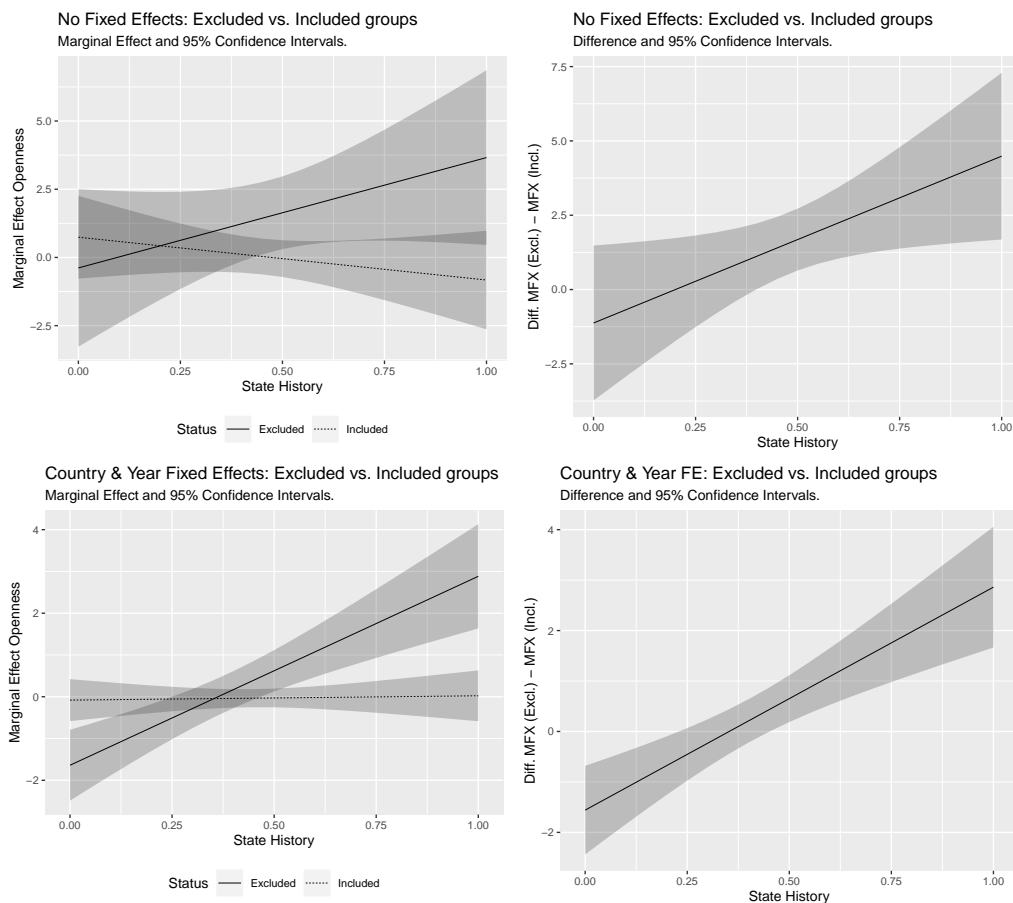 No Fixed Effects: Excluded vs. Included groups
Marginal Effect and 95% Confidence Intervals.
Marginal Effect Openness
5.0
2.5
0.0
−2.5
0.00 0.25 0.50 0.75 1.00
State History
Status Excluded Included
No Fixed Effects: Excluded vs. Included groups
Difference and 95% Confidence Intervals.
Diff. MFX (Excl.) − MFX (Incl.)
7.5
5.0
2.5
0.0
−2.5
0.00 0.25 0.50 0.75 1.00
State History
Country & Year Fixed Effects: Excluded vs. Included groups
Marginal Effect and 95% Confidence Intervals.
Marginal Effect Openness
4
2
0
−2
0.00 0.25 0.50 0.75 1.00
State History
Status Excluded Included
Country & Year FE: Excluded vs. Included groups
Difference and 95% Confidence Intervals.
Diff. MFX (Excl.) − MFX (Incl.)
4
2
0
−2
0.00 0.25 0.50 0.75 1.00
State History